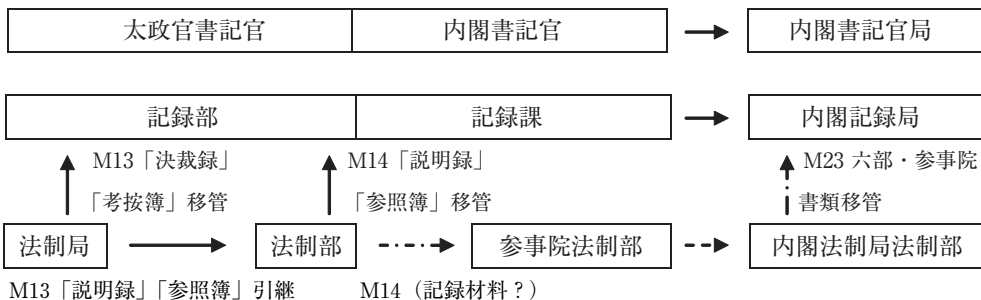 太政官書記官 内閣書記官 内閣書記官局
記録部 記録課 内閣記録局
M13「決裁録」 M14「説明録」 M23 六部・参事院
「考按簿」移管 「参照簿」移管 書類移管
法制局 法制部 参事院法制部 内閣法制局法制部
M13「説明録」「参照簿」引継 M14（記録材料？）